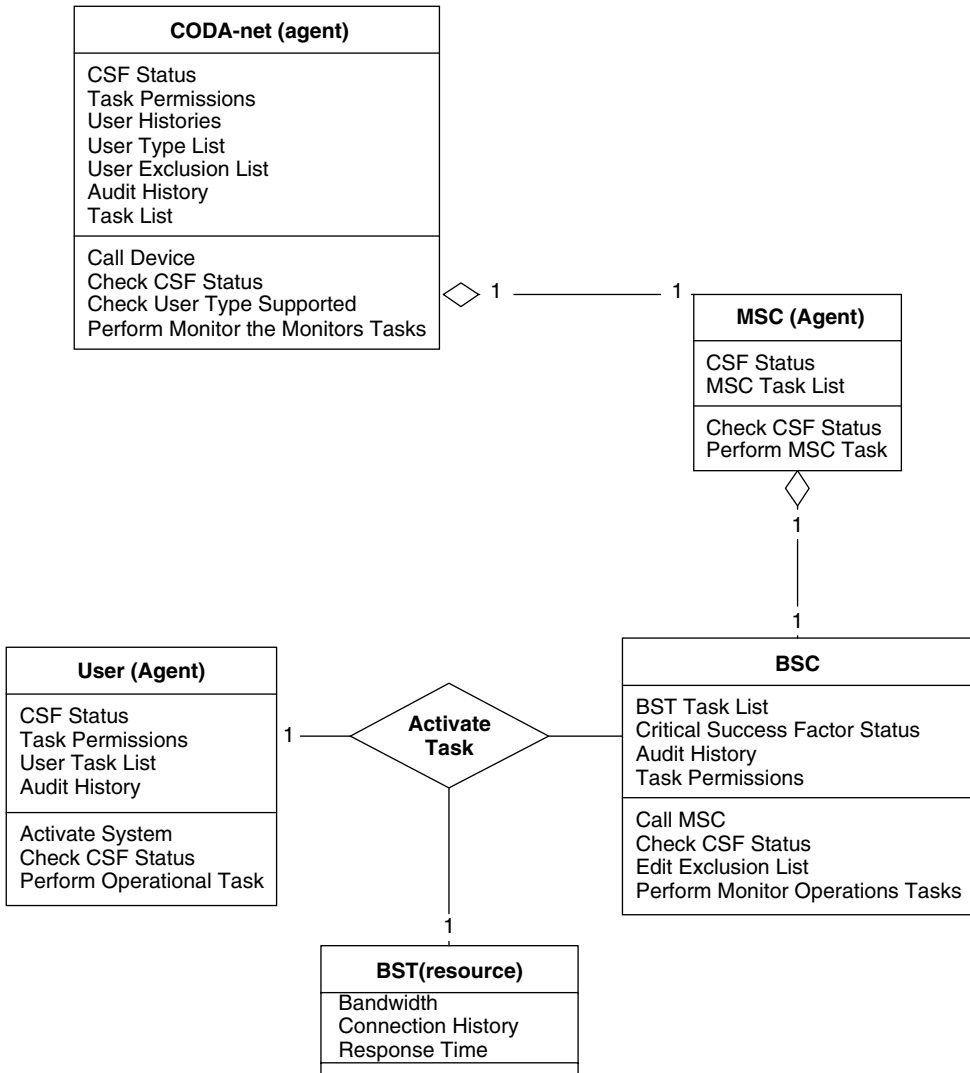 CODA-net (agent)
CSF Status
Task Permissions
User Histories
User Type List
User Exclusion List
Audit History
Task List
Call Device
Check CSF Status
Check User Type Supported
Perform Monitor the Monitors Tasks
1
1
MSC (Agent)
CSF Status
MSC Task List
Check CSF Status
Perform MSC Task
1
1
User (Agent)
CSF Status
Task Permissions
User Task List
Audit History
Activate System
Check CSF Status
Perform Operational Task
1
Activate
Task
BSC
BST Task List
Critical Success Factor Status
Audit History
Task Permissions
Call MSC
Check CSF Status
Edit Exclusion List
Perform Monitor Operations Tasks
1
BST(resource)
Bandwidth
Connection History
Response Time